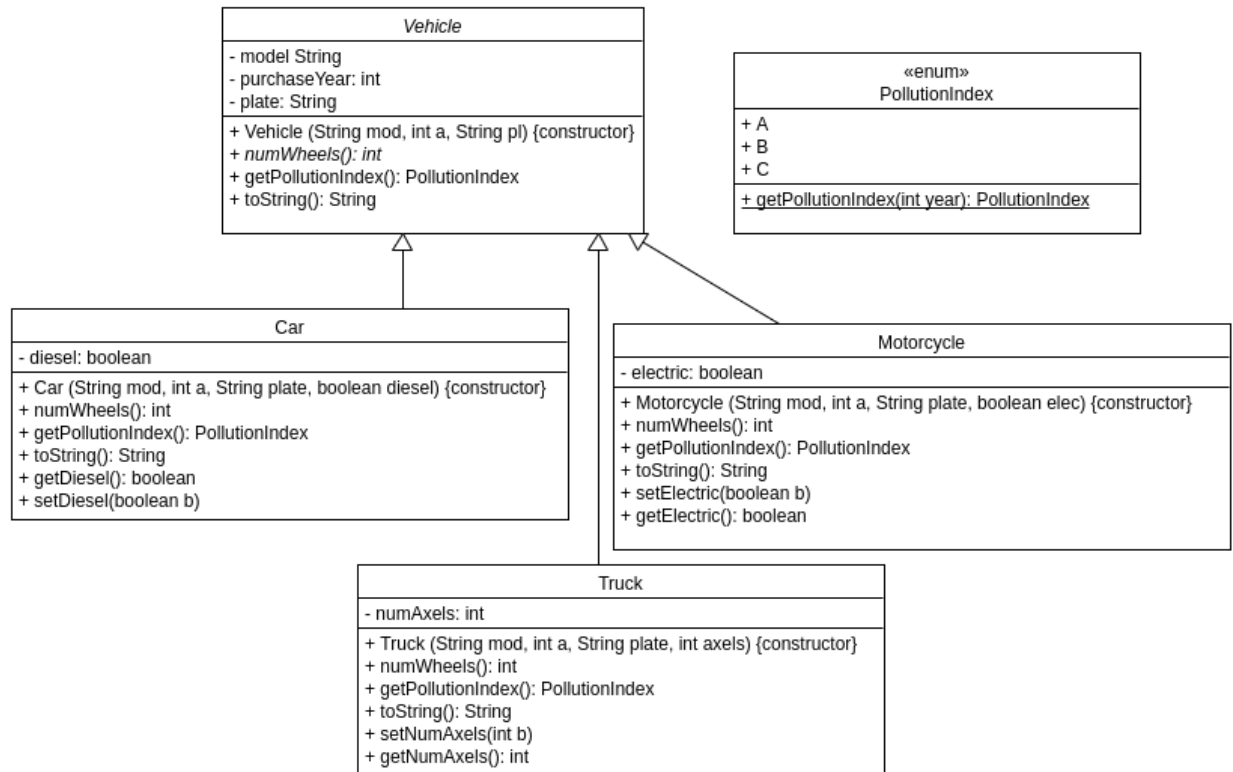 Vehicle
- model String
- purchaseYear: int
- plate: String
+ Vehicle (String mod, int a, String pl) {constructor}
+ numWheels(): int
+ getPollutionIndex(): PollutionIndex
+ toString(): String
«enum»
PollutionIndex
+ A
+ B
+ C
+ getPollutionIndex(int year): PollutionIndex
Car
- diesel: boolean
+ Car (String mod, int a, String plate, boolean diesel) {constructor}
+ numWheels(): int
+ getPollutionIndex(): PollutionIndex
+ toString(): String
+ getDiesel(): boolean
+ setDiesel(boolean b)
Motorcycle
- electric: boolean
+ Motorcycle (String mod, int a, String plate, boolean elec) {constructor}
+ numWheels(): int
+ getPollutionIndex(): PollutionIndex
+ toString(): String
+ setElectric(boolean b)
+ getElectric(): boolean
Truck
- numAxels: int
+ Truck (String mod, int a, String plate, int axels) {constructor}
+ numWheels(): int
+ getPollutionIndex(): PollutionIndex
+ toString(): String
+ setNumAxels(int b)
+ getNumAxels(): int